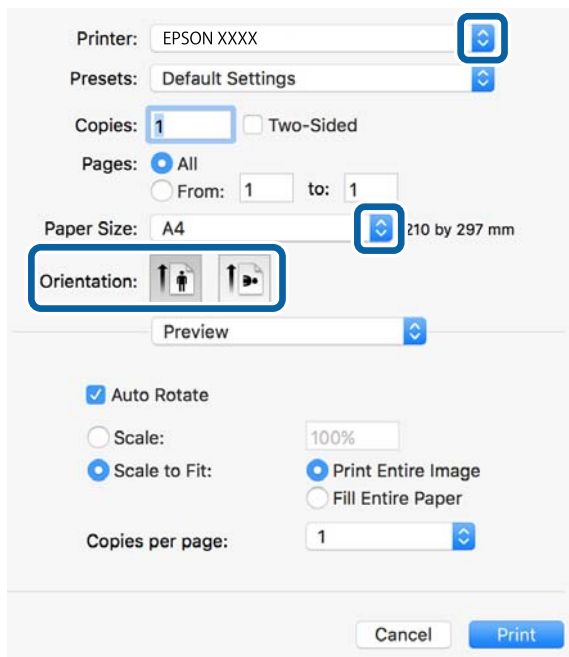 Printer: EPSON XXXX
Presets: Default Settings
Copies: 1 Two-Sided
Pages: All
From: 1 to: 1
Paper Size: A4 210 by 297 mm
Orientation:
Preview
Auto Rotate
Scale: 100%
Scale to Fit: Print Entire Image
Fill Entire Paper
Copies per page: 1
Cancel Print